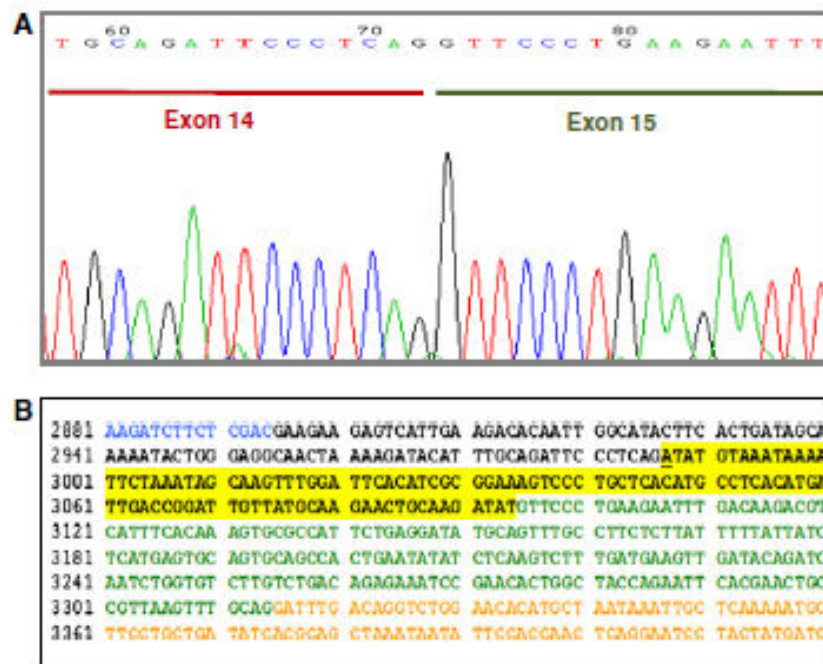 A
60 70 80
T G C A G A T T C C C T C A G G T T C C C T G A A G A A T T T
Exon 14 Exon 15
B
2881 AAGATCTTCT CGACGAAGAA GAGTCATTGA AGACACAATT GGCATACTTC ACTGATAGCA
2941 AAAATACTGG GAGGCAACTA AAAGATACAT TTGCAGATTC CCTCAGATAT GTAAATAAAA
3001 TTCTAAATAG CAAGTTTGGA TTCACATCGC GGAAAGTCCC TGCTCACATG CCTCACATGA
3061 TTGACCGGAT TGTTATGCAA GAACTGCAAG ATATGTTCCC TGAAGAATTT GACAAGACGT
3121 CATTTCACAA AGTGCGCCAT TCTGAGGATA TGCAGTTTGC CTTCTCTTAT TTTTATTATC
3181 TCATGAGTGC AGTGCAGCCA CTGAATATAT CTCAAGTCTT TGATGAAGTT GATACAGATC
3241 AATCTGGTGT CTTGTCTGAC AGAGAAATCC GAACACTGGC TACCAGAATT CACGAACTGC
3301 CGTTAAGTTT GCAGGATTTG ACAGGTCTGG AACACATGCT AATAAATTGC TCAAAAATGC
3361 TTCCTGCTGA TATCACGCAG CTAAATAATA TTCCACCAAC TCAGGAATCC TACTATGATC